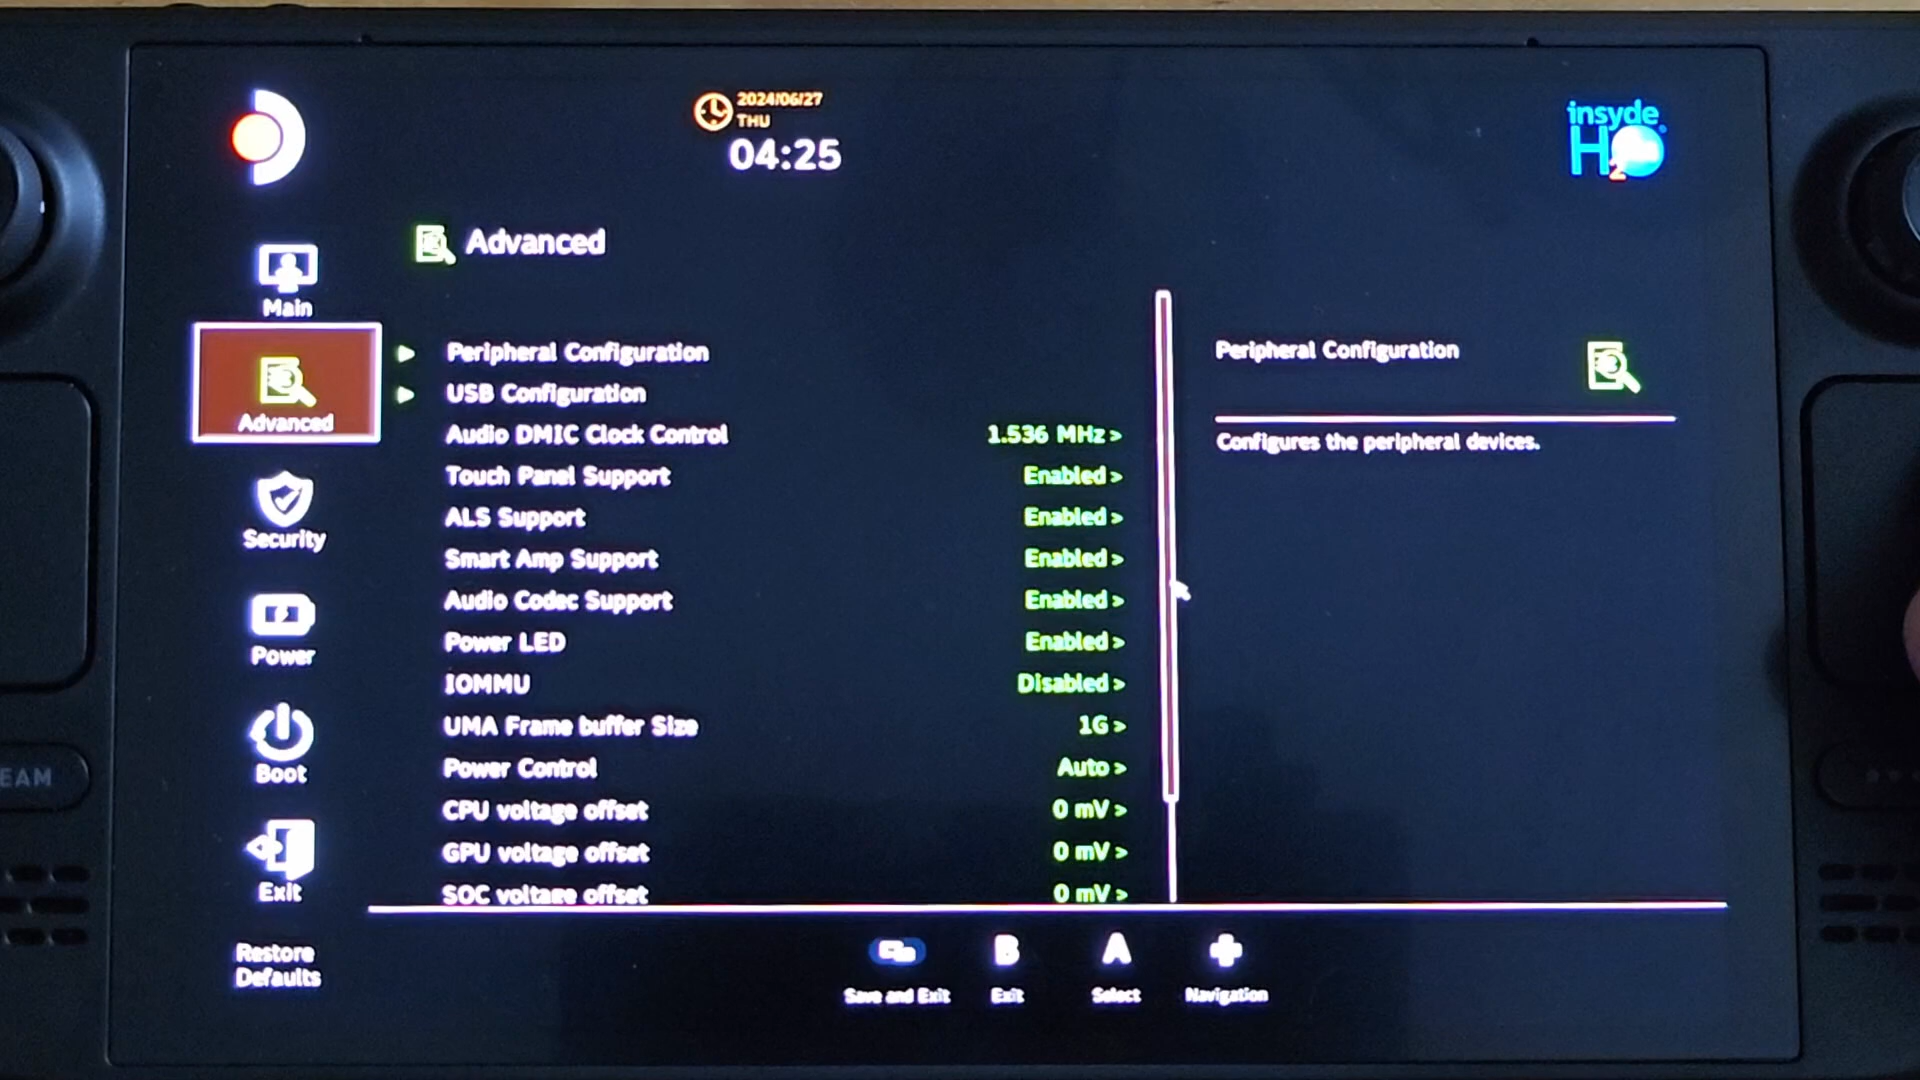 2024/06/27
THU
04:25
insyde
H2O
Advanced
Main
Advanced
Security
Power
Boot
Exit
Restore
Defaults
Peripheral Configuration
USB Configuration
Audio DMIC Clock Control 1.536 MHz >
Touch Panel Support Enabled >
ALS Support Enabled >
Smart Amp Support Enabled >
Audio Codec Support Enabled >
Power LED Enabled >
IOMMU Disabled >
UMA Frame buffer Size 1G >
Power Control Auto >
CPU voltage offset 0 mV >
GPU voltage offset 0 mV >
SOC voltage offset 0 mV >
Peripheral Configuration
Configures the peripheral devices.
B A
Save and Exit Exit Select Navigation
EAM